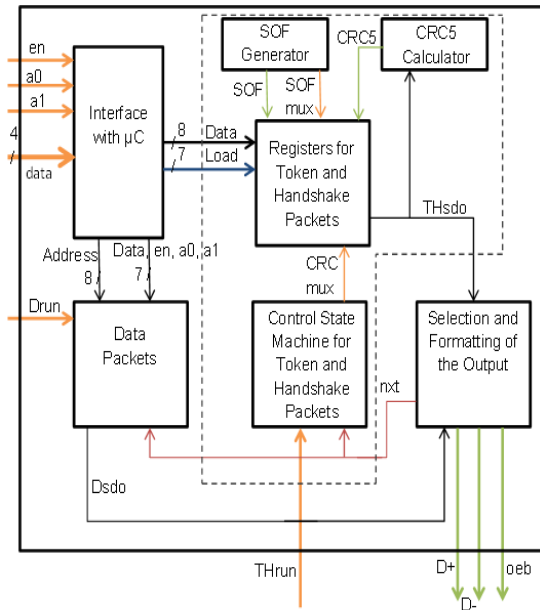 en
a0
a1
4
/
data
Interface
with µC
SOF
Generator
CRC5
CRC5
Calculator
SOF
SOF
mux
8
/
Data
7
/
Load
Registers for
Token and
Handshake
Packets
THsdo
Address
8 /
Data, en, a0, a1
7 /
CRC
mux
Drun
Data
Packets
Control State
Machine for
Token and
Handshake
Packets
Selection and
Formatting of
the Output
nxt
Dsdo
THrun
D+
D-
oeb